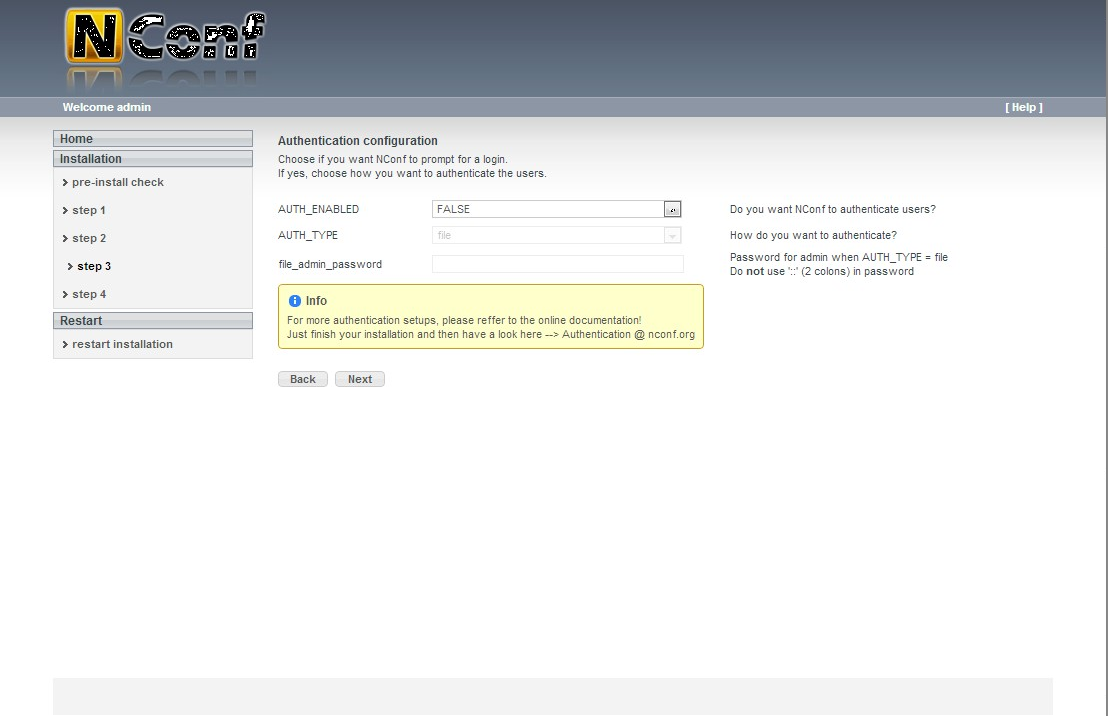 NConf
Welcome admin
[ Help ]
Home
Installation
pre-install check
step 1
step 2
step 3
step 4
Restart
restart installation
Authentication configuration
Choose if you want NConf to prompt for a login.
If yes, choose how you want to authenticate the users.
AUTH_ENABLED
FALSE
Do you want NConf to authenticate users?
AUTH_TYPE
file
How do you want to authenticate?
file_admin_password
Password for admin when AUTH_TYPE = file
Do not use '::' (2 colons) in password
Info
For more authentication setups, please reffer to the online documentation!
Just finish your installation and then have a look here --> Authentication @ nconf.org
Back
Next